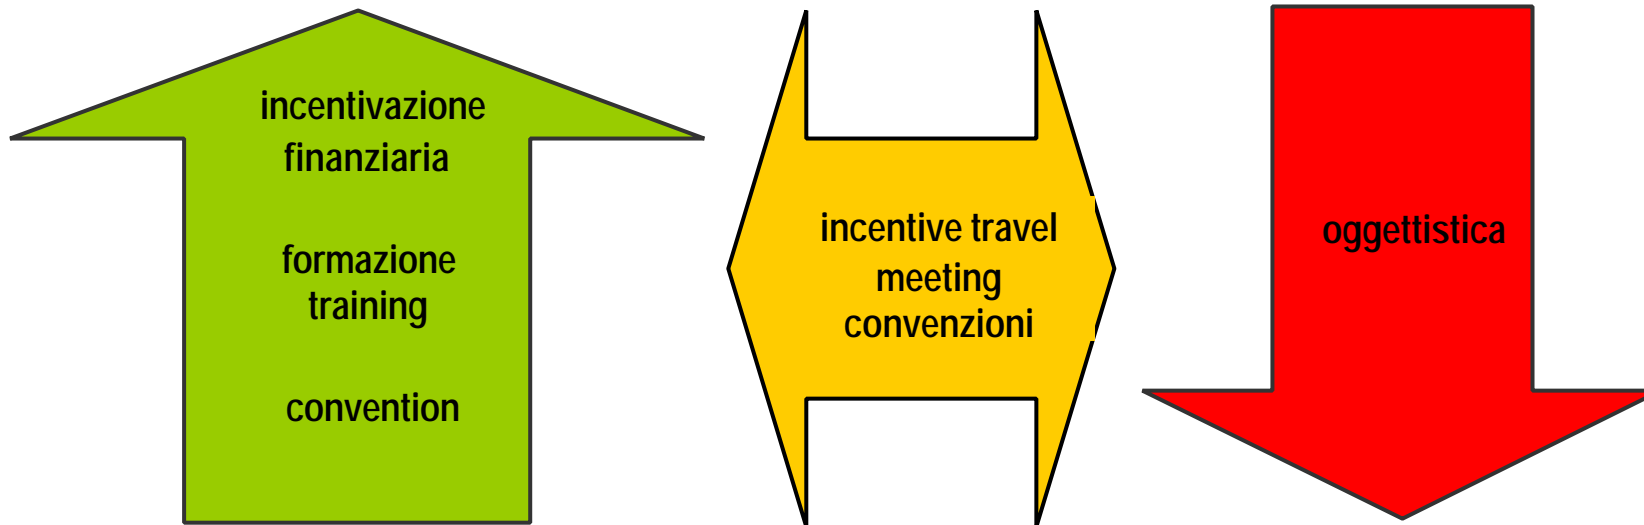 incentivazione
finanziaria
formazione
training
convention
incentive travel
meeting
convenzioni
oggettistica